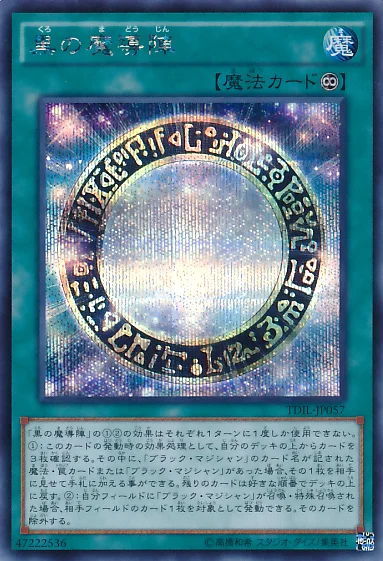 黒の魔導陣
魔
【魔法カード】
TDIL-JP057
「黒の魔導陣」の①②の効果はそれぞれ1ターンに1度しか使用できない。
①：このカードの発動時の効果処理として、自分のデッキの上からカードを
3枚確認する。その中に、「ブラック・マジシャン」のカード名が記された
魔法・罠カードまたは「ブラック・マジシャン」があった場合、その1枚を相手
に見せて手札に加える事ができる。残りのカードは好きな順番でデッキの上
に戻す。②：自分フィールドに「ブラック・マジシャン」が召喚・特殊召喚され
た場合、相手フィールドのカード1枚を対象として発動できる。そのカードを
除外する。
47222536
©高橋和希 スタジオ・ダイス/集英社